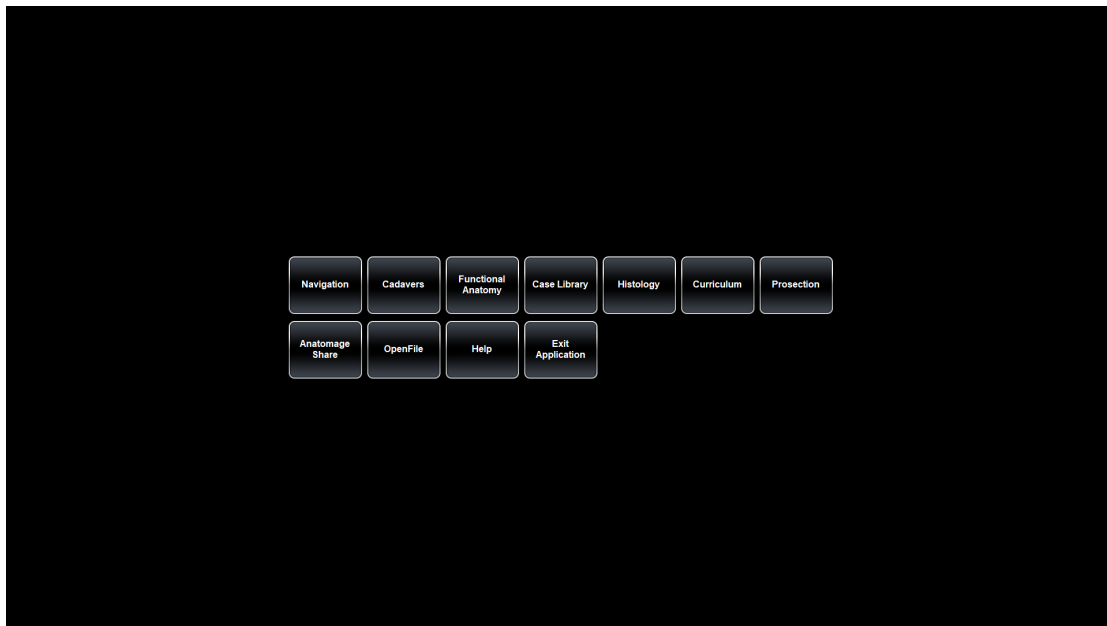 Navigation
Cadavers
Functional
Anatomy
Case Library
Histology
Curriculum
Prosection
Anatomage
Share
OpenFile
Help
Exit
Application